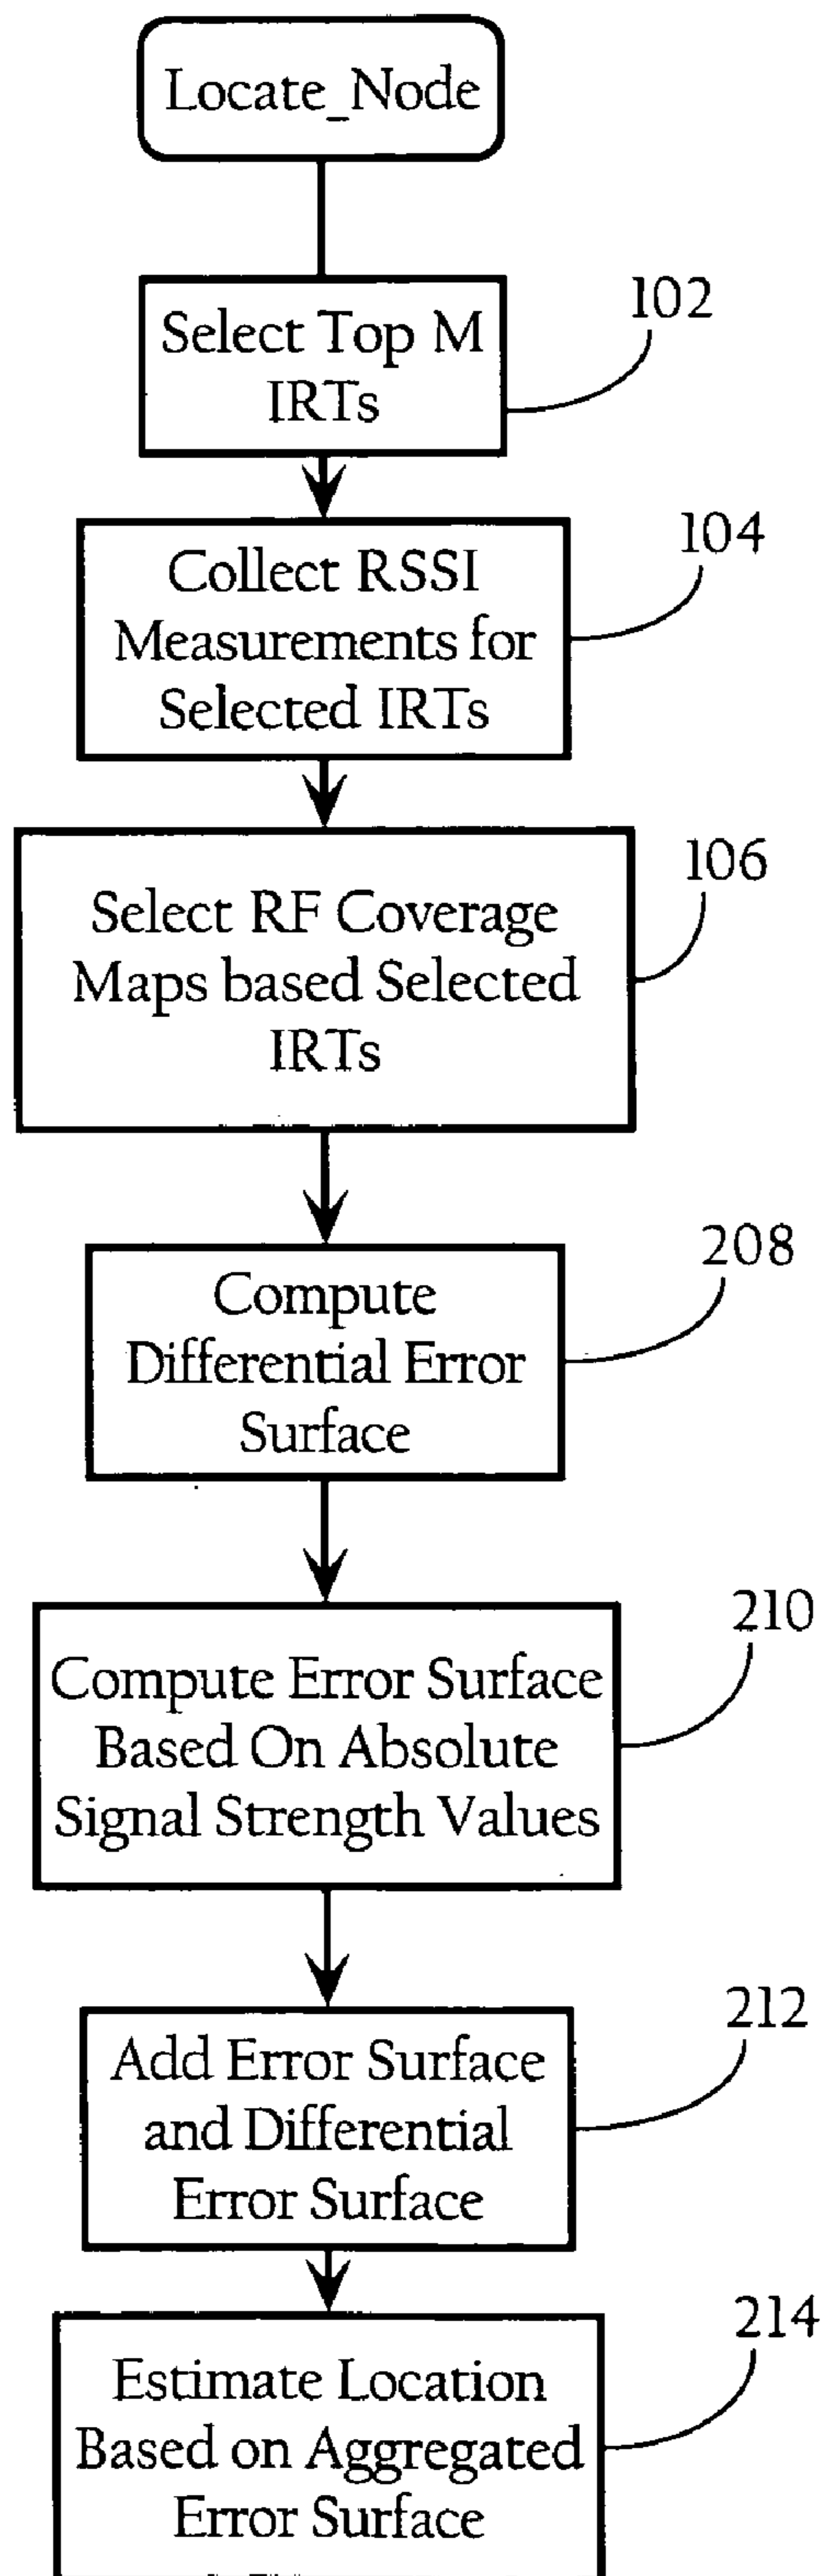 Locate_Node
Select Top M
IRTs
102
Collect RSSI
Measurements for
Selected IRTs
104
Select RF Coverage
Maps based Selected
IRTs
106
Compute
Differential Error
Surface
208
Compute Error Surface
Based On Absolute
Signal Strength Values
210
Add Error Surface
and Differential
Error Surface
212
Estimate Location
Based on Aggregated
Error Surface
214